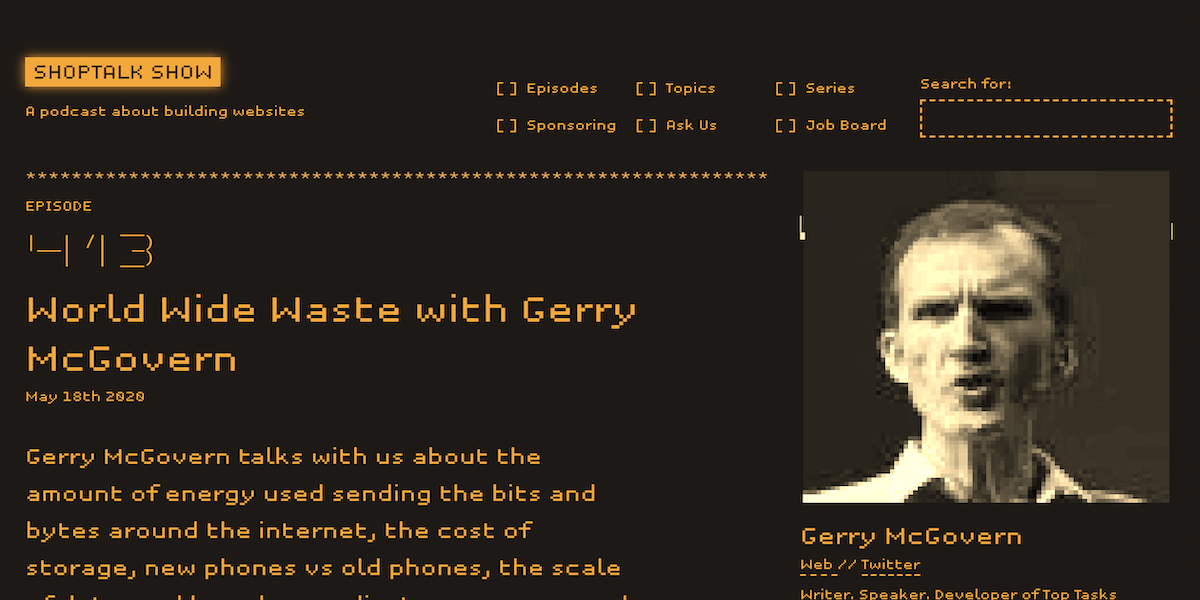 SHOPTALK SHOW
A podcast about building websites
[ ] Episodes
[ ] Topics
[ ] Series
[ ] Sponsoring
[ ] Ask Us
[ ] Job Board
Search for:
*****************************************************************
EPISODE
413
World Wide Waste with Gerry
McGovern
May 18th 2020
Gerry McGovern talks with us about the
amount of energy used sending the bits and
bytes around the internet, the cost of
storage, new phones vs old phones, the scale
Gerry McGovern
Web // Twitter
Writer, Speaker, Developer of Top Tasks